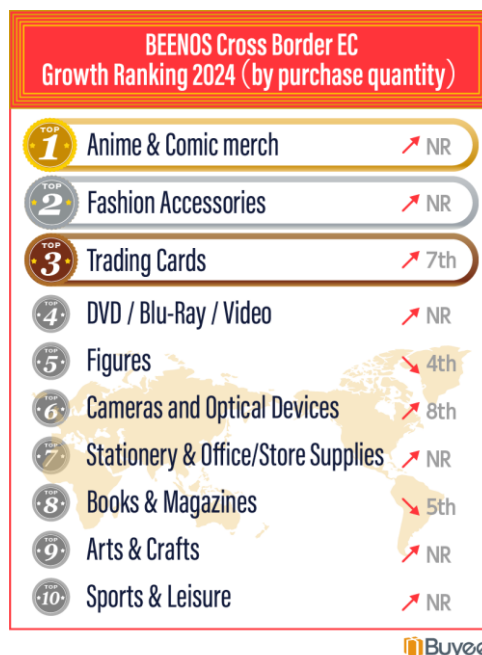 BEENOS Cross Border EC
Growth Ranking 2024 (by purchase quantity)
TOP 1 Anime & Comic merch NR
TOP 2 Fashion Accessories NR
TOP 3 Trading Cards 7th
TOP 4 DVD / Blu-Ray / Video NR
TOP 5 Figures 4th
TOP 6 Cameras and Optical Devices 8th
TOP 7 Stationery & Office/Store Supplies NR
TOP 8 Books & Magazines 5th
TOP 9 Arts & Crafts NR
TOP 10 Sports & Leisure NR
Buyee